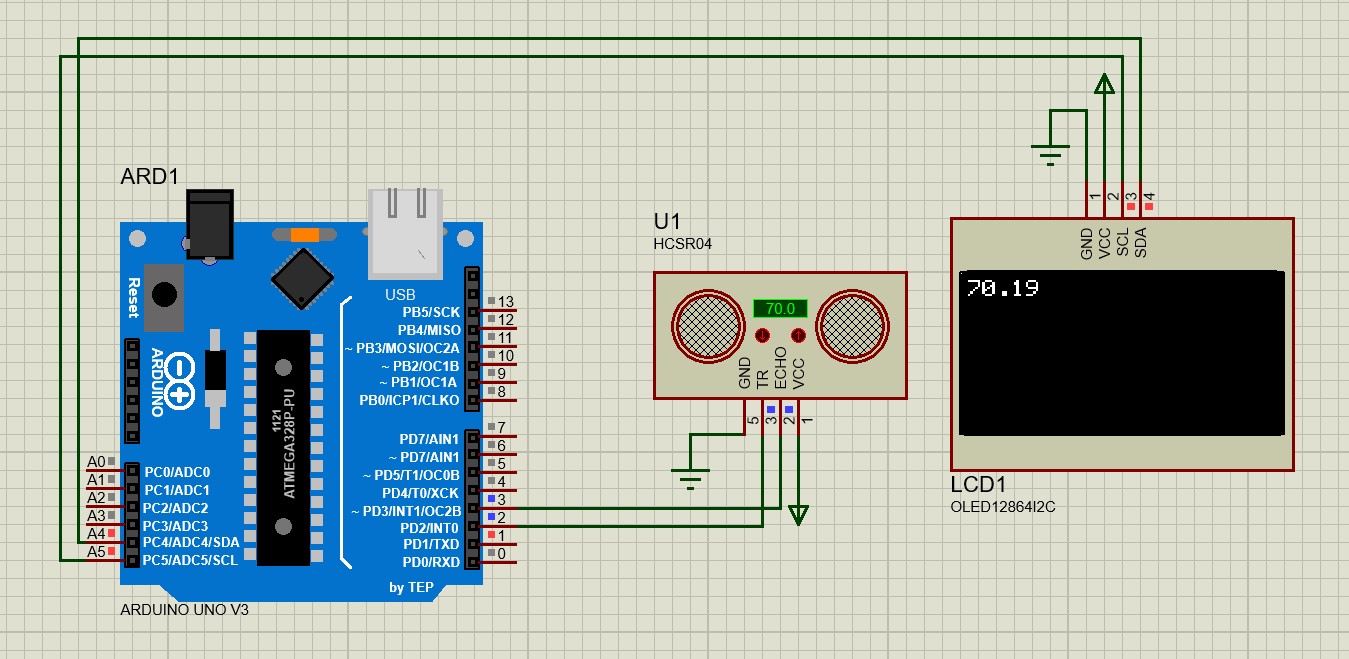 ARD1
Reset
ARDUINO
1121
ATMEGA328P-PU
USB
PB5/SCK
PB4/MISO
~ PB3/MOSI/OC2A
~ PB2/OC1B
~ PB1/OC1A
PB0/ICP1/CLKO
PD7/AIN1
~ PD7/AIN1
~ PD5/T1/OC0B
PD4/T0/XCK
~ PD3/INT1/OC2B
PD2/INT0
PD1/TXD
PD0/RXD
13
12
11
10
9
8
7
6
5
4
3
2
1
0
A0
A1
A2
A3
A4
A5
PC0/ADC0
PC1/ADC1
PC2/ADC2
PC3/ADC3
PC4/ADC4/SDA
PC5/ADC5/SCL
by TEP
ARDUINO UNO V3
U1
HCSR04
70.0
GND
TR
ECHO
VCC
5
3
2
1
1
2
3
4
GND
VCC
SCL
SDA
70.19
LCD1
OLED12864I2C